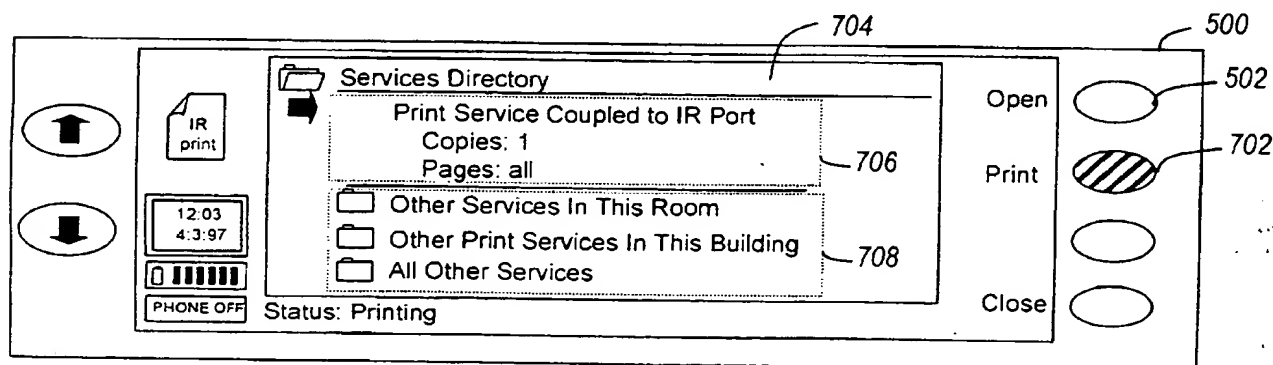 704
500
Services Directory
Open
502
IR
print
Print Service Coupled to IR Port
Copies: 1
Pages: all
706
Print
702
12:03
4:3:97
Other Services In This Room
Other Print Services In This Building
All Other Services
708
PHONE OFF
Status: Printing
Close